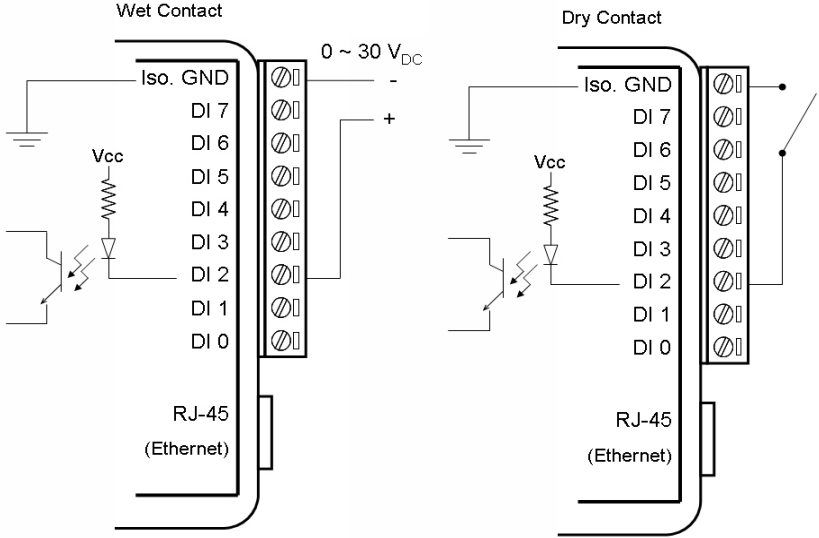 Wet Contact
0 ~ 30 VDC
Iso. GND
-
DI 7
+
DI 6
Vcc
DI 5
DI 4
DI 3
DI 2
DI 1
DI 0
RJ-45
(Ethernet)
Dry Contact
Iso. GND
DI 7
DI 6
Vcc
DI 5
DI 4
DI 3
DI 2
DI 1
DI 0
RJ-45
(Ethernet)